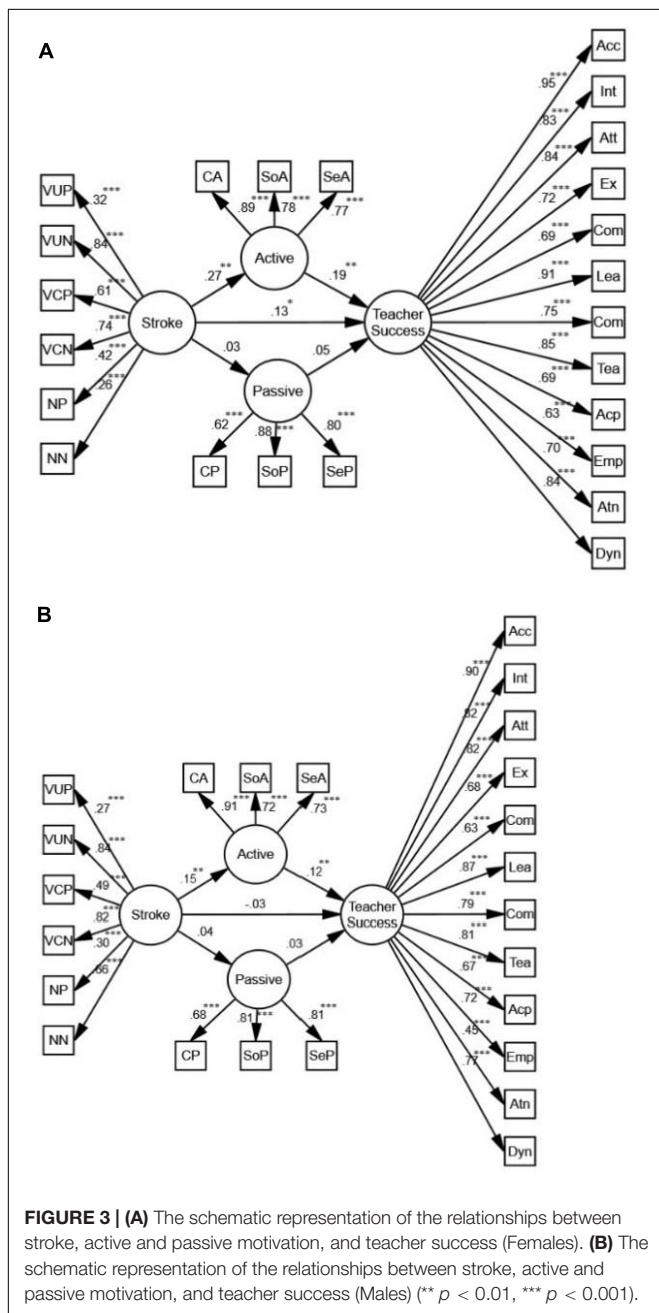 A
Acc
.95***
Int
.83***
Att
.84***
Ex
.72***
Com
.69***
Lea
.91***
Com
.75***
Tea
.85***
Acp
.69***
Emp
.63***
Atn
.70***
Dyn
.84***
CA
SoA
SeA
.89***
.78***
.77***
Active
VUP
.32***
VUN
.84***
VCP
.61***
VCN
.74***
NP
.42***
NN
.26***
Stroke
.27**
.19**
.13*
Teacher
Success
.03
.05
Passive
.62***
.88***
.80***
CP
SoP
SeP
B
Acc
.90***
Int
.82***
Att
.82***
Ex
.68***
Com
.63***
Lea
.87***
Com
.79***
Tea
.81***
Acp
.67***
Emp
.72***
Atn
.45***
Dyn
.77***
CA
SoA
SeA
.91***
.72***
.73***
Active
VUP
.27***
VUN
.84***
VCP
.49***
VCN
.82***
NP
.30***
NN
.66***
Stroke
.15**
.12**
-.03
Teacher
Success
.04
.03
Passive
.68***
.81***
.81***
CP
SoP
SeP
FIGURE 3 | (A) The schematic representation of the relationships between
stroke, active and passive motivation, and teacher success (Females). (B) The
schematic representation of the relationships between stroke, active and
passive motivation, and teacher success (Males) (** p < 0.01, *** p < 0.001).